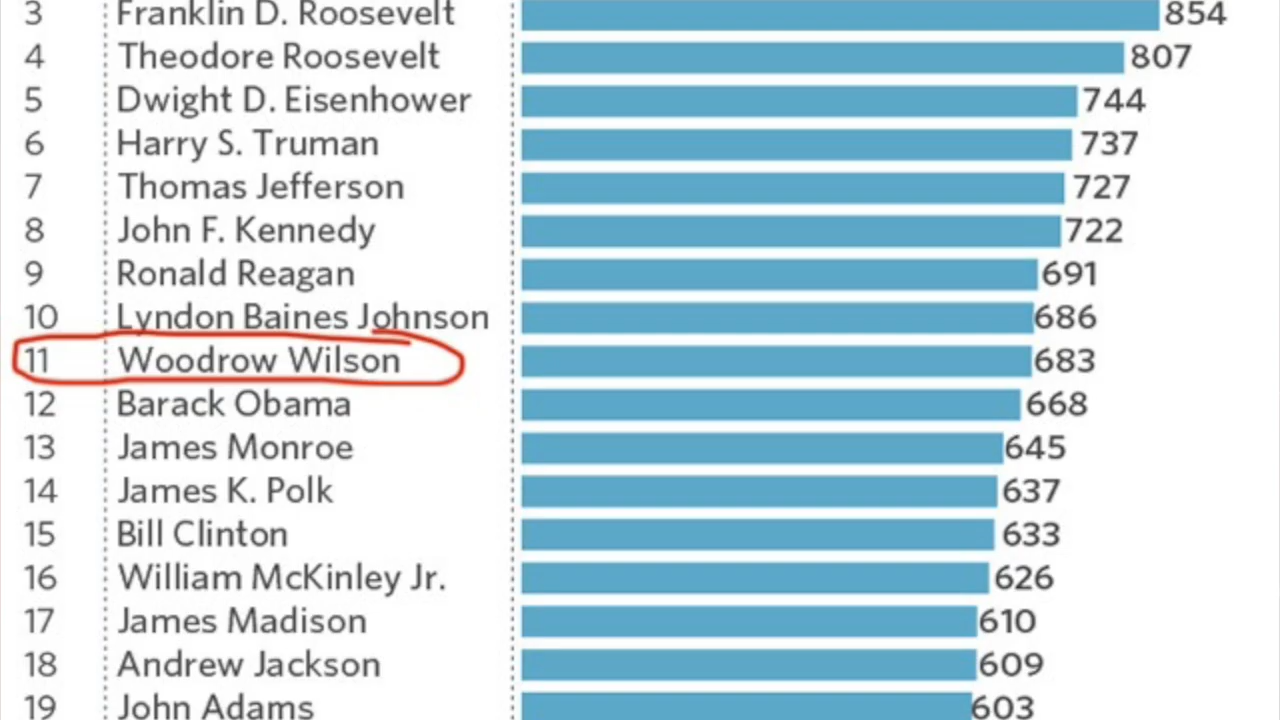 3 Franklin D. Roosevelt 854
4 Theodore Roosevelt 807
5 Dwight D. Eisenhower 744
6 Harry S. Truman 737
7 Thomas Jefferson 727
8 John F. Kennedy 722
9 Ronald Reagan 691
10 Lyndon Baines Johnson 686
11 Woodrow Wilson 683
12 Barack Obama 668
13 James Monroe 645
14 James K. Polk 637
15 Bill Clinton 633
16 William McKinley Jr. 626
17 James Madison 610
18 Andrew Jackson 609
19 John Adams 603